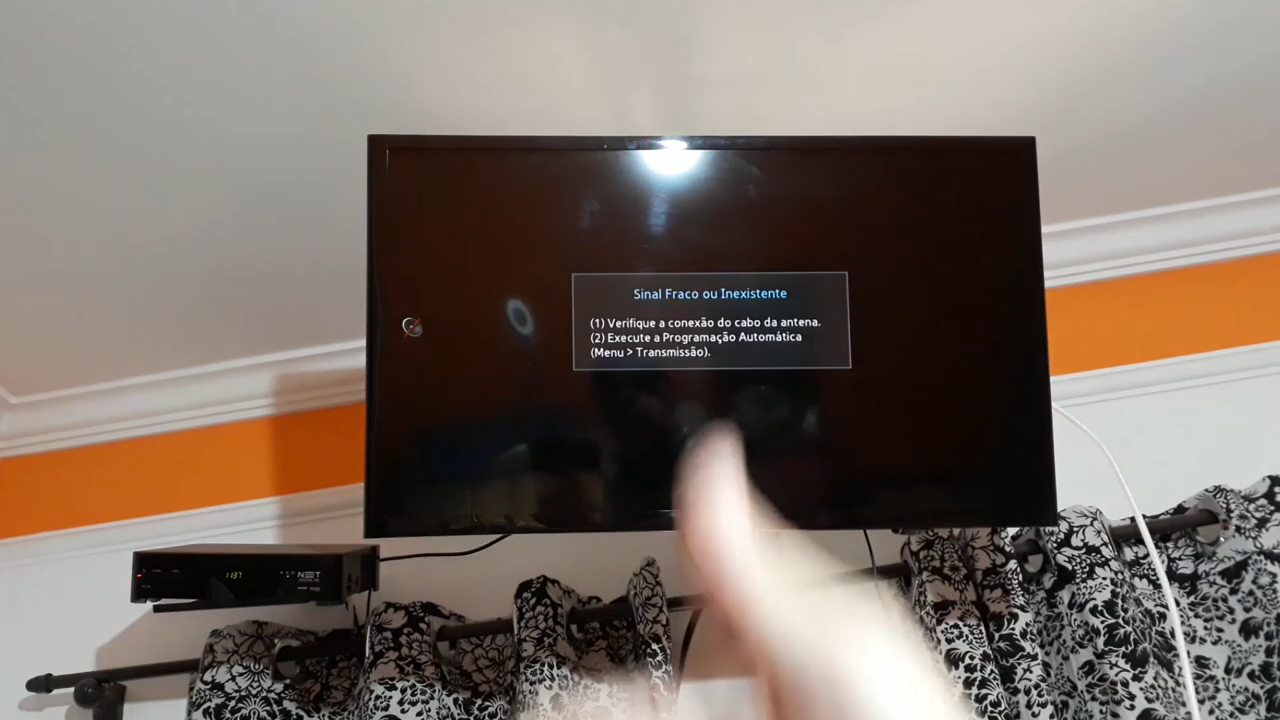 Sinal Fraco ou Inexistente
(1) Verifique a conexão do cabo da antena.
(2) Execute a Programação Automática
(Menu > Transmissão).
NET